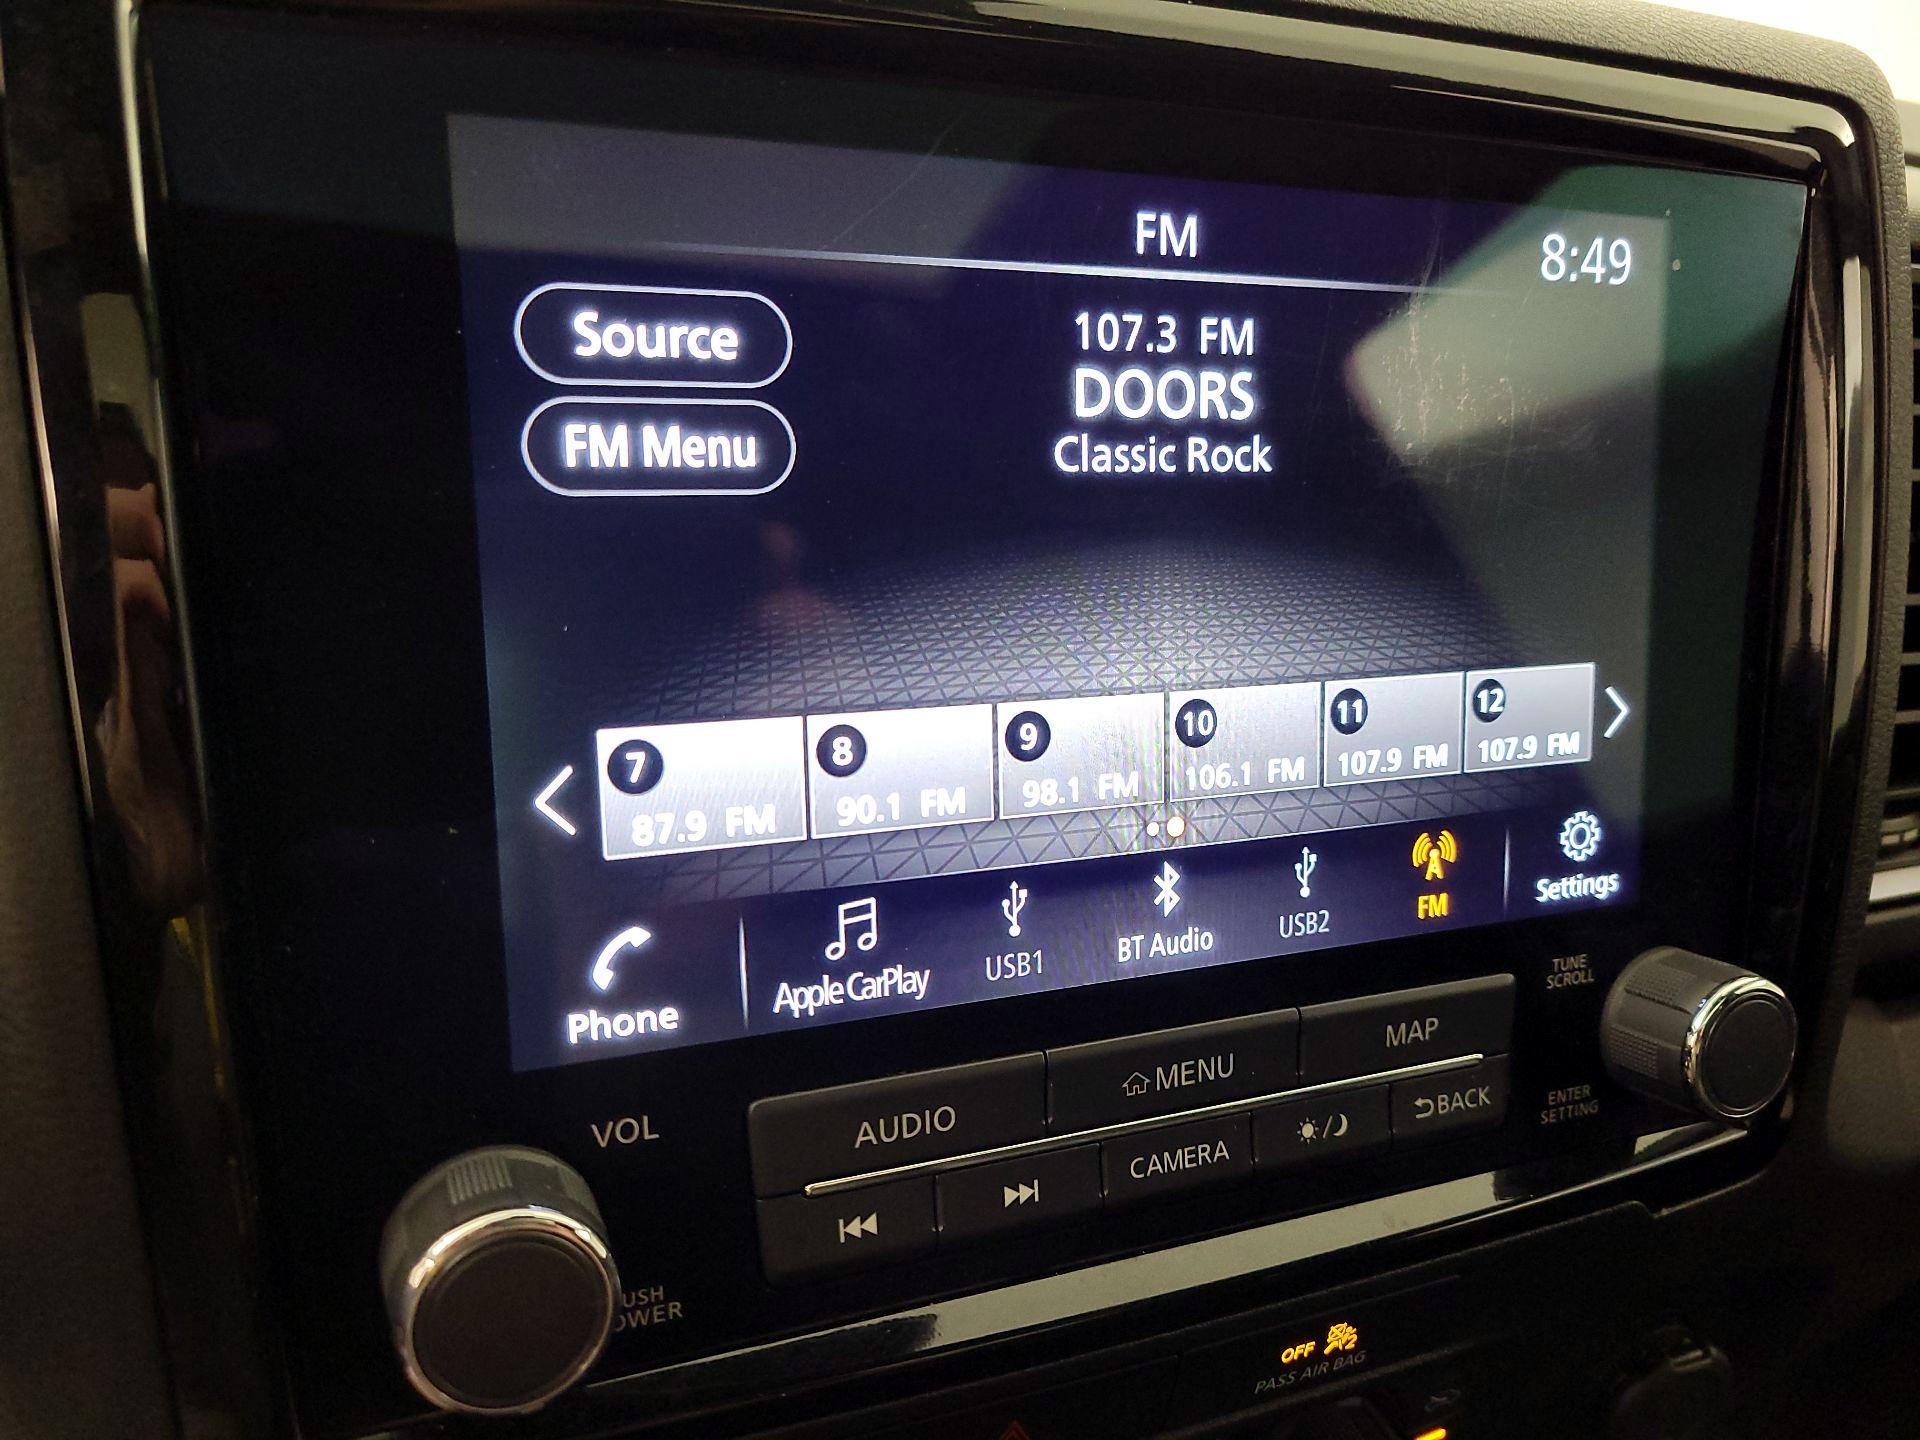 FM
8:49
Source
FM Menu
107.3 FM
DOORS
Classic Rock
7
87.9 FM
8
90.1 FM
9
98.1 FM
10
106.1 FM
11
107.9 FM
12
107.9 FM
Phone
Apple CarPlay
USB1
BT Audio
USB2
FM
Settings
TUNE
SCROLL
VOL
AUDIO
MENU
MAP
CAMERA
BACK
ENTER
SETTING
USH
OWER
OFF
2
PASS AIR BAG